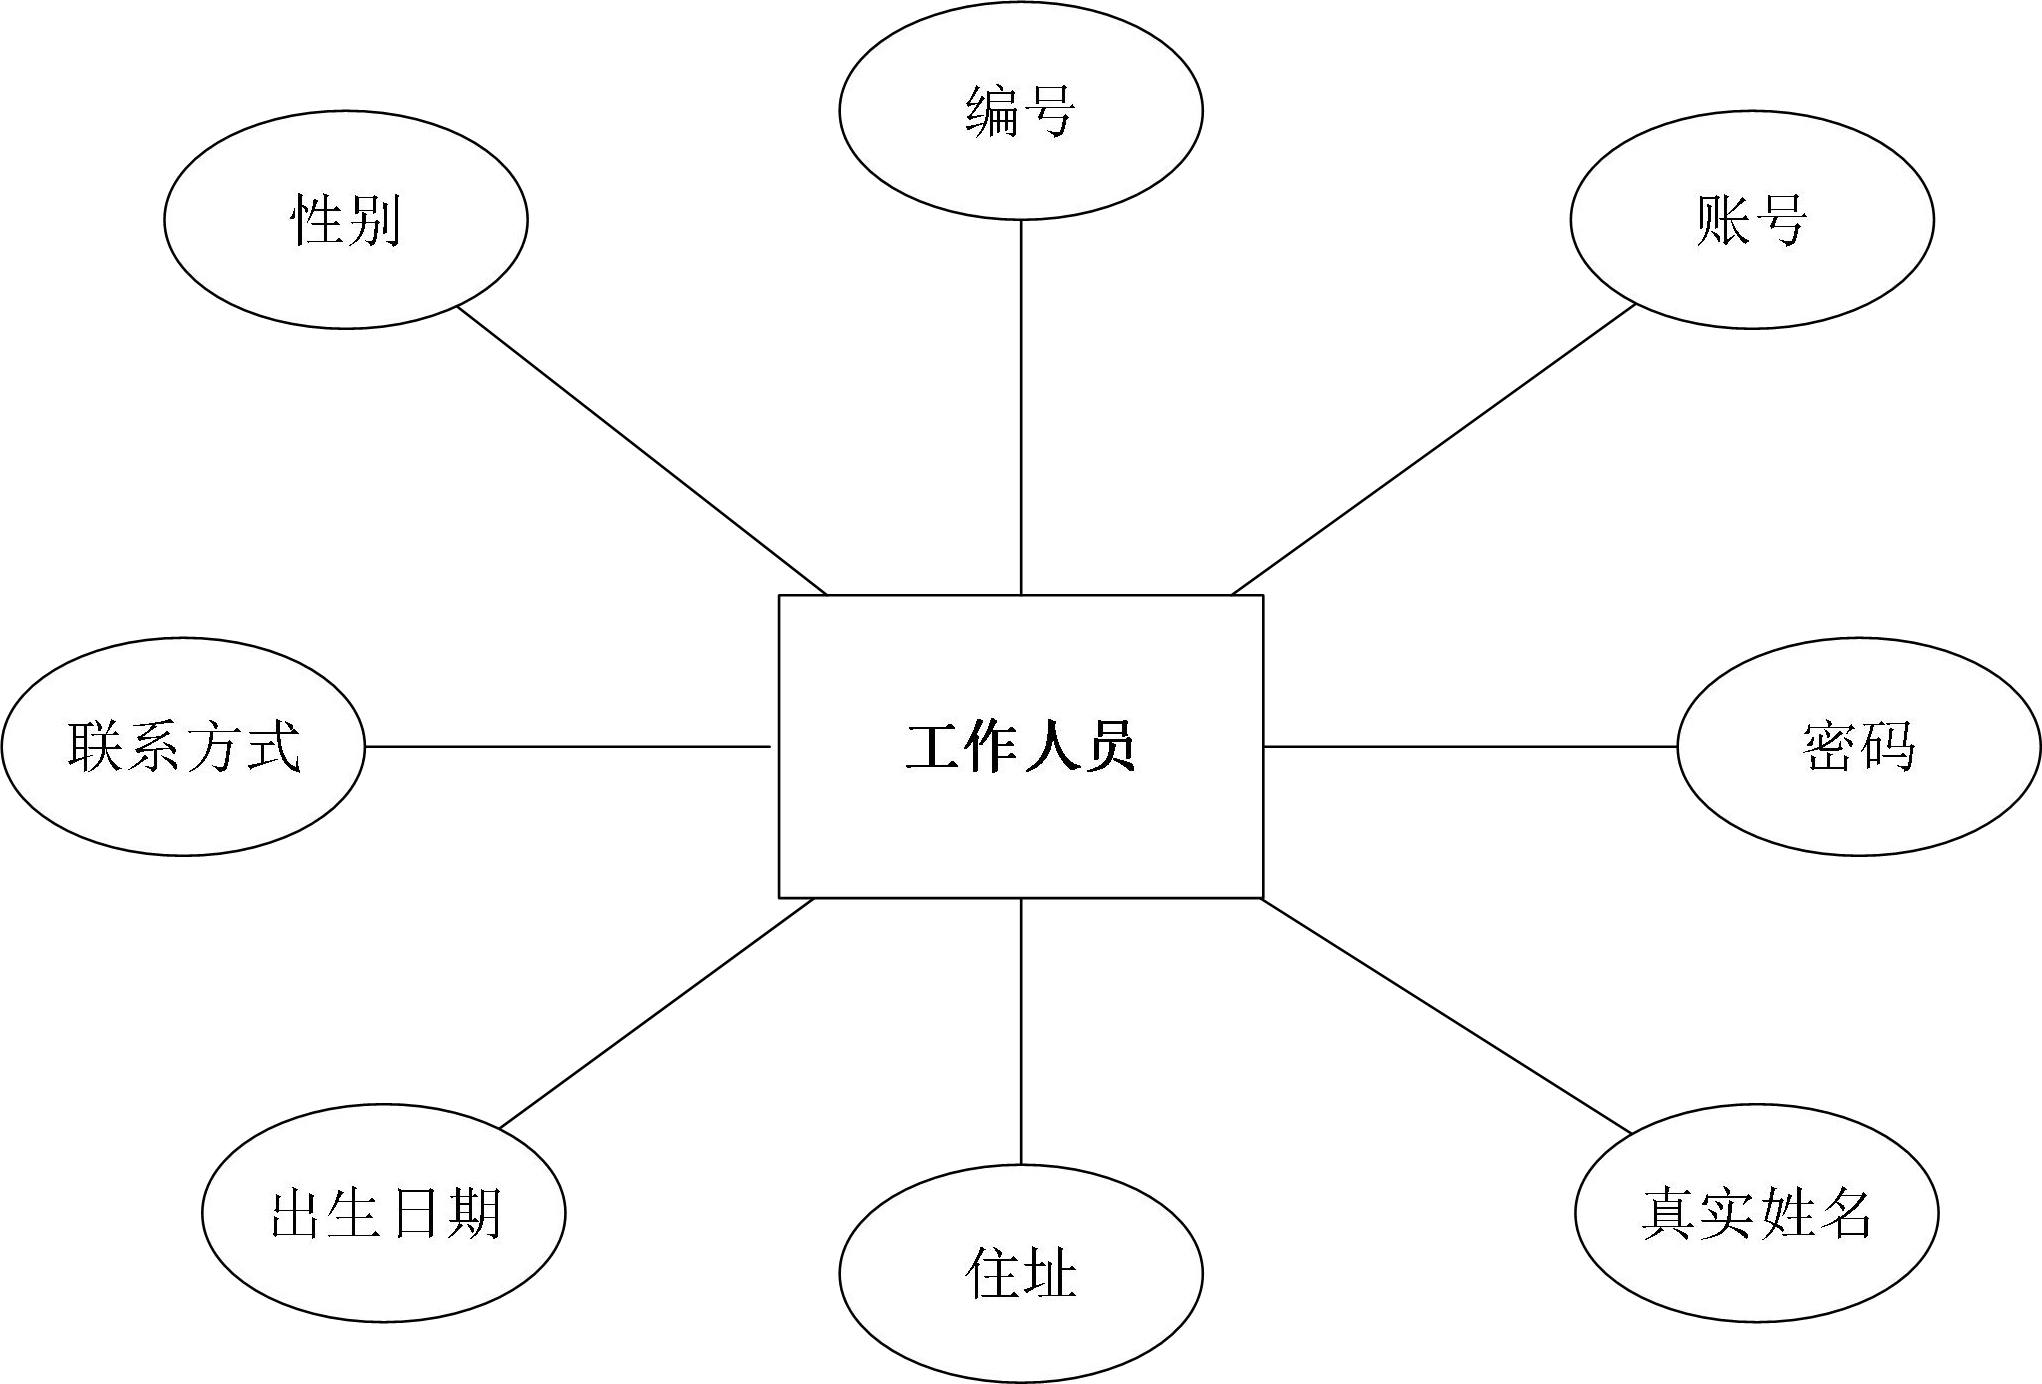 编号
性别
账号
联系方式
工作人员
密码
出生日期
住址
真实姓名